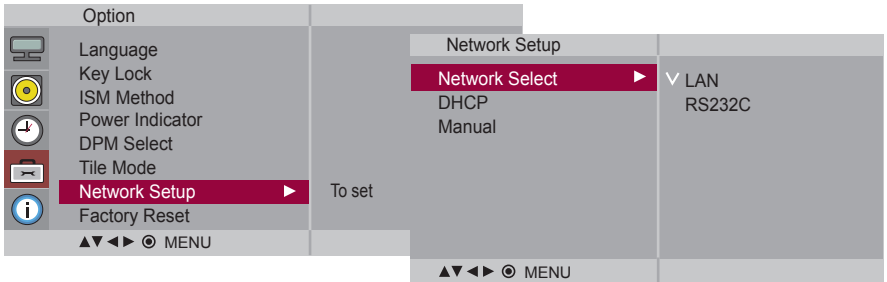 Option
Language
Key Lock
ISM Method
Power Indicator
DPM Select
Tile Mode
Network Setup ► To set
Factory Reset
▲▼◄► ◉ MENU
Network Setup
Network Select ► ✓ LAN
DHCP RS232C
Manual
▲▼◄► ◉ MENU